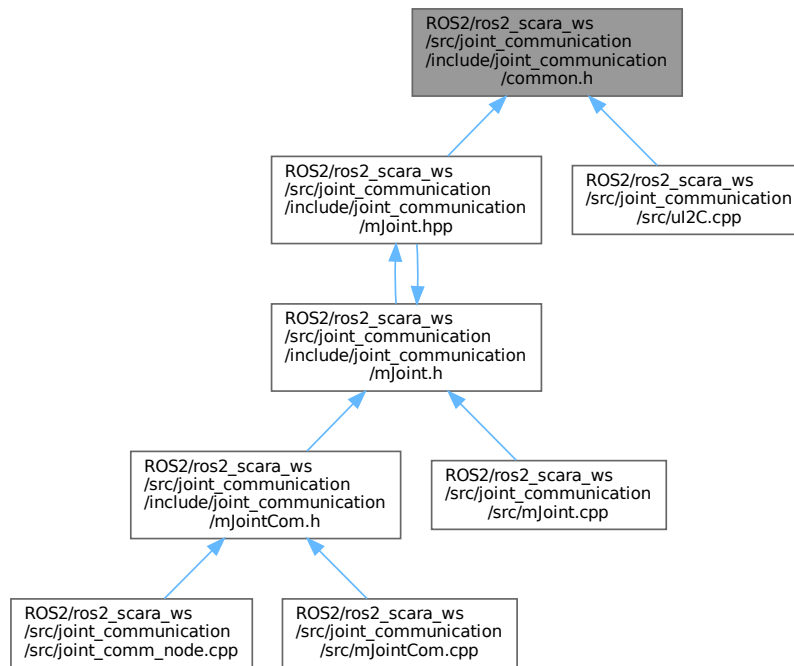 ROS2/ros2_scara_ws
/src/joint_communication
/include/joint_communication
/common.h
ROS2/ros2_scara_ws
/src/joint_communication
/include/joint_communication
/mJoint.hpp
ROS2/ros2_scara_ws
/src/joint_communication
/src/uI2C.cpp
ROS2/ros2_scara_ws
/src/joint_communication
/include/joint_communication
/mJoint.h
ROS2/ros2_scara_ws
/src/joint_communication
/include/joint_communication
/mJointCom.h
ROS2/ros2_scara_ws
/src/joint_communication
/src/mJoint.cpp
ROS2/ros2_scara_ws
/src/joint_communication
/src/joint_comm_node.cpp
ROS2/ros2_scara_ws
/src/joint_communication
/src/mJointCom.cpp